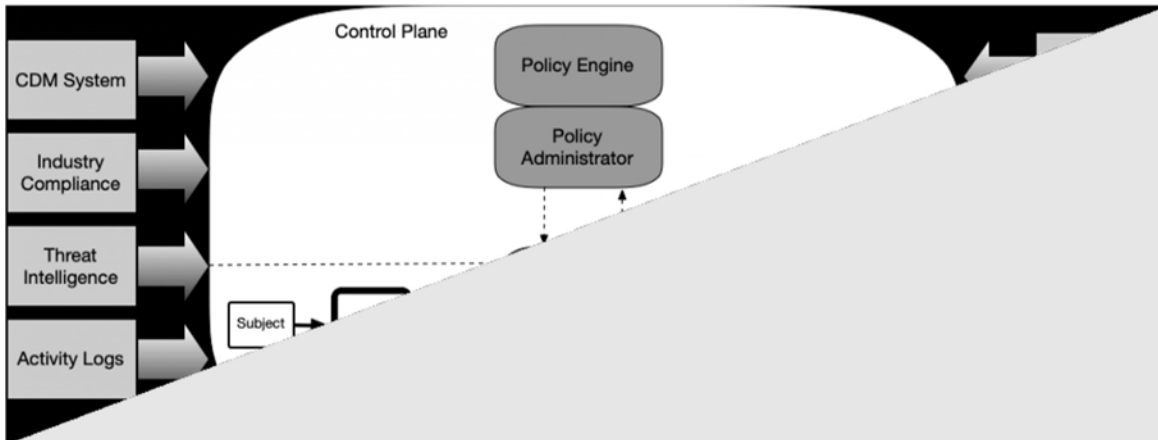 Control Plane
CDM System
Policy Engine
Policy
Administrator
Industry
Compliance
Threat
Intelligence
Subject
Activity Logs